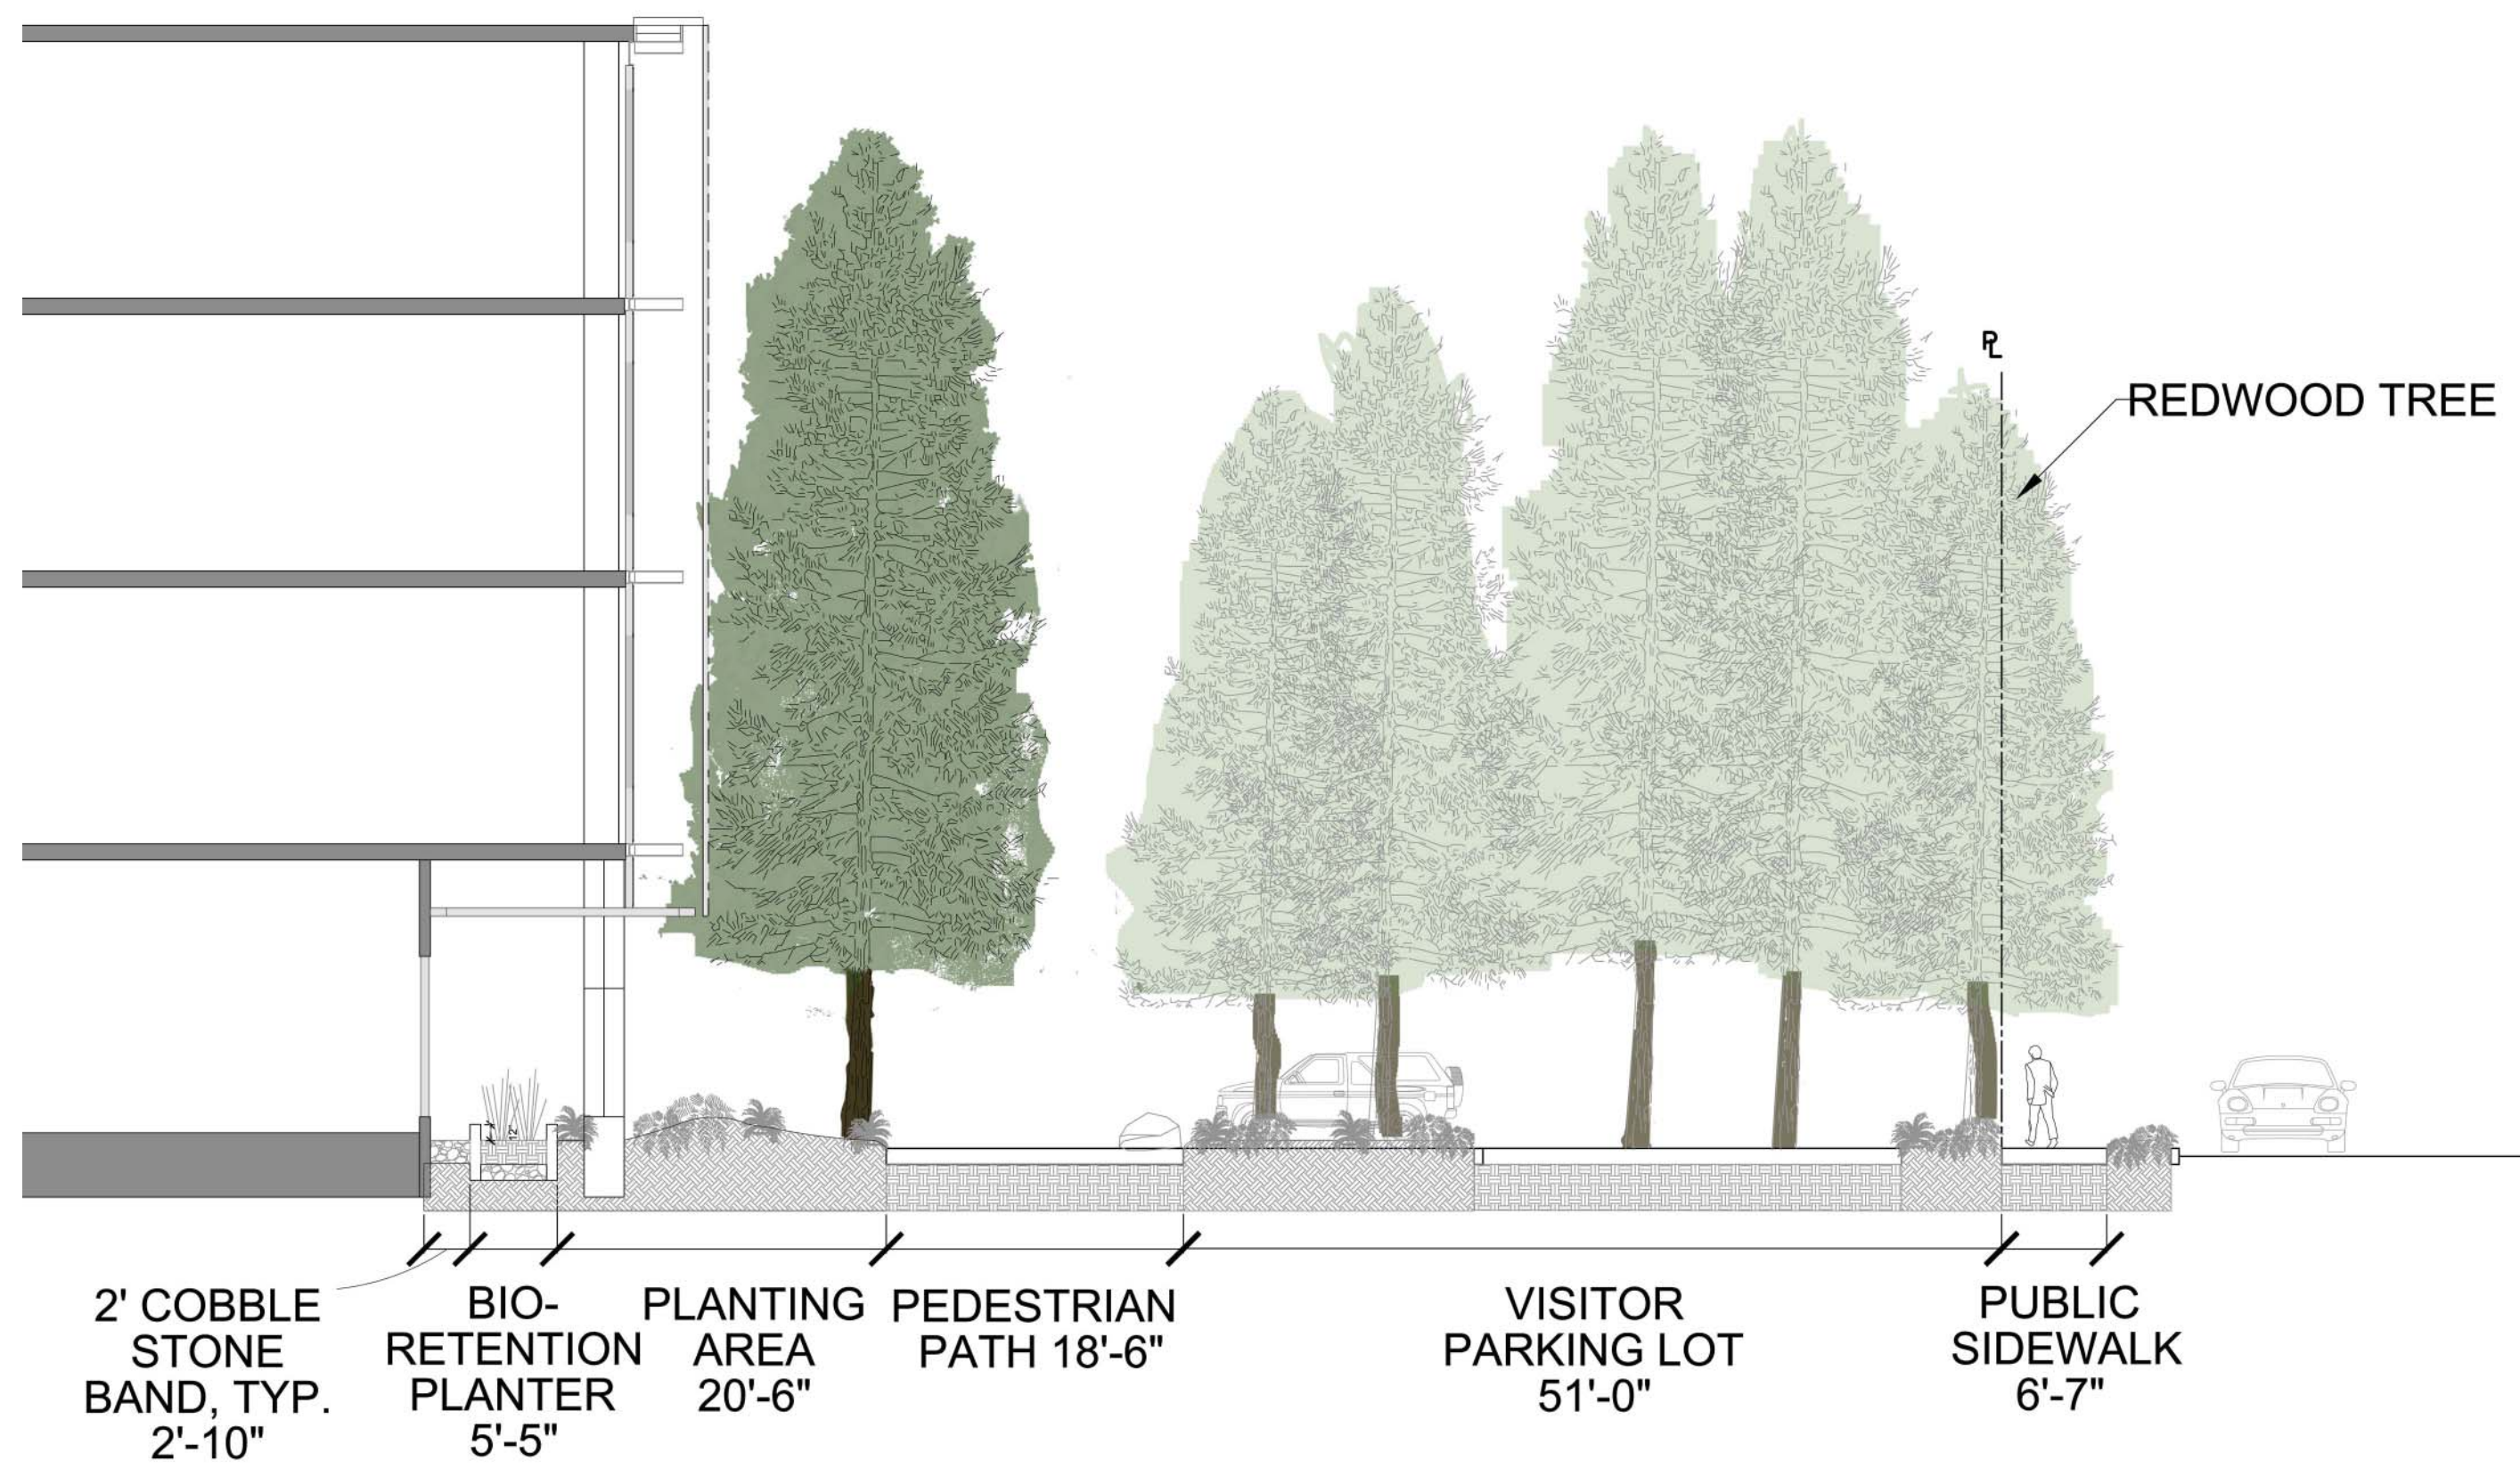 PL
REDWOOD TREE
12"
2' COBBLE
STONE
BAND, TYP.
2'-10"
BIO-
RETENTION
PLANTER
5'-5"
PLANTING
AREA
20'-6"
PEDESTRIAN
PATH 18'-6"
VISITOR
PARKING LOT
51'-0"
PUBLIC
SIDEWALK
6'-7"